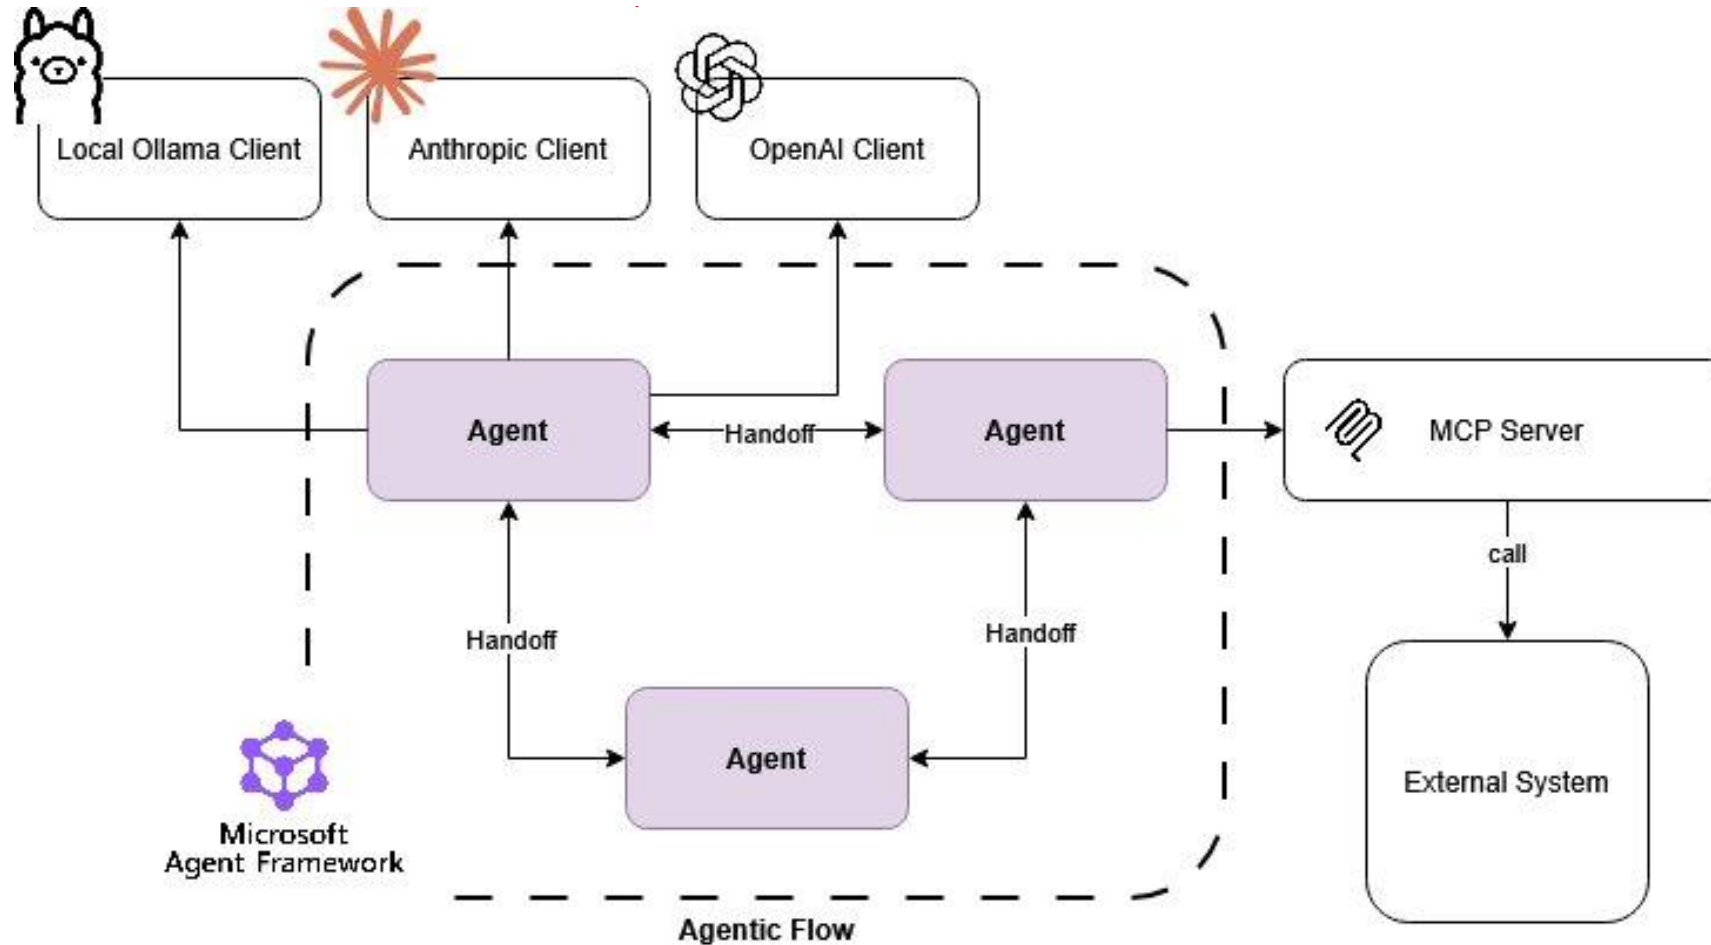 Local Ollama Client
Anthropic Client
OpenAI Client
Agent
Handoff
Agent
MCP Server
call
Handoff
Handoff
Agent
External System
Microsoft
Agent Framework
Agentic Flow